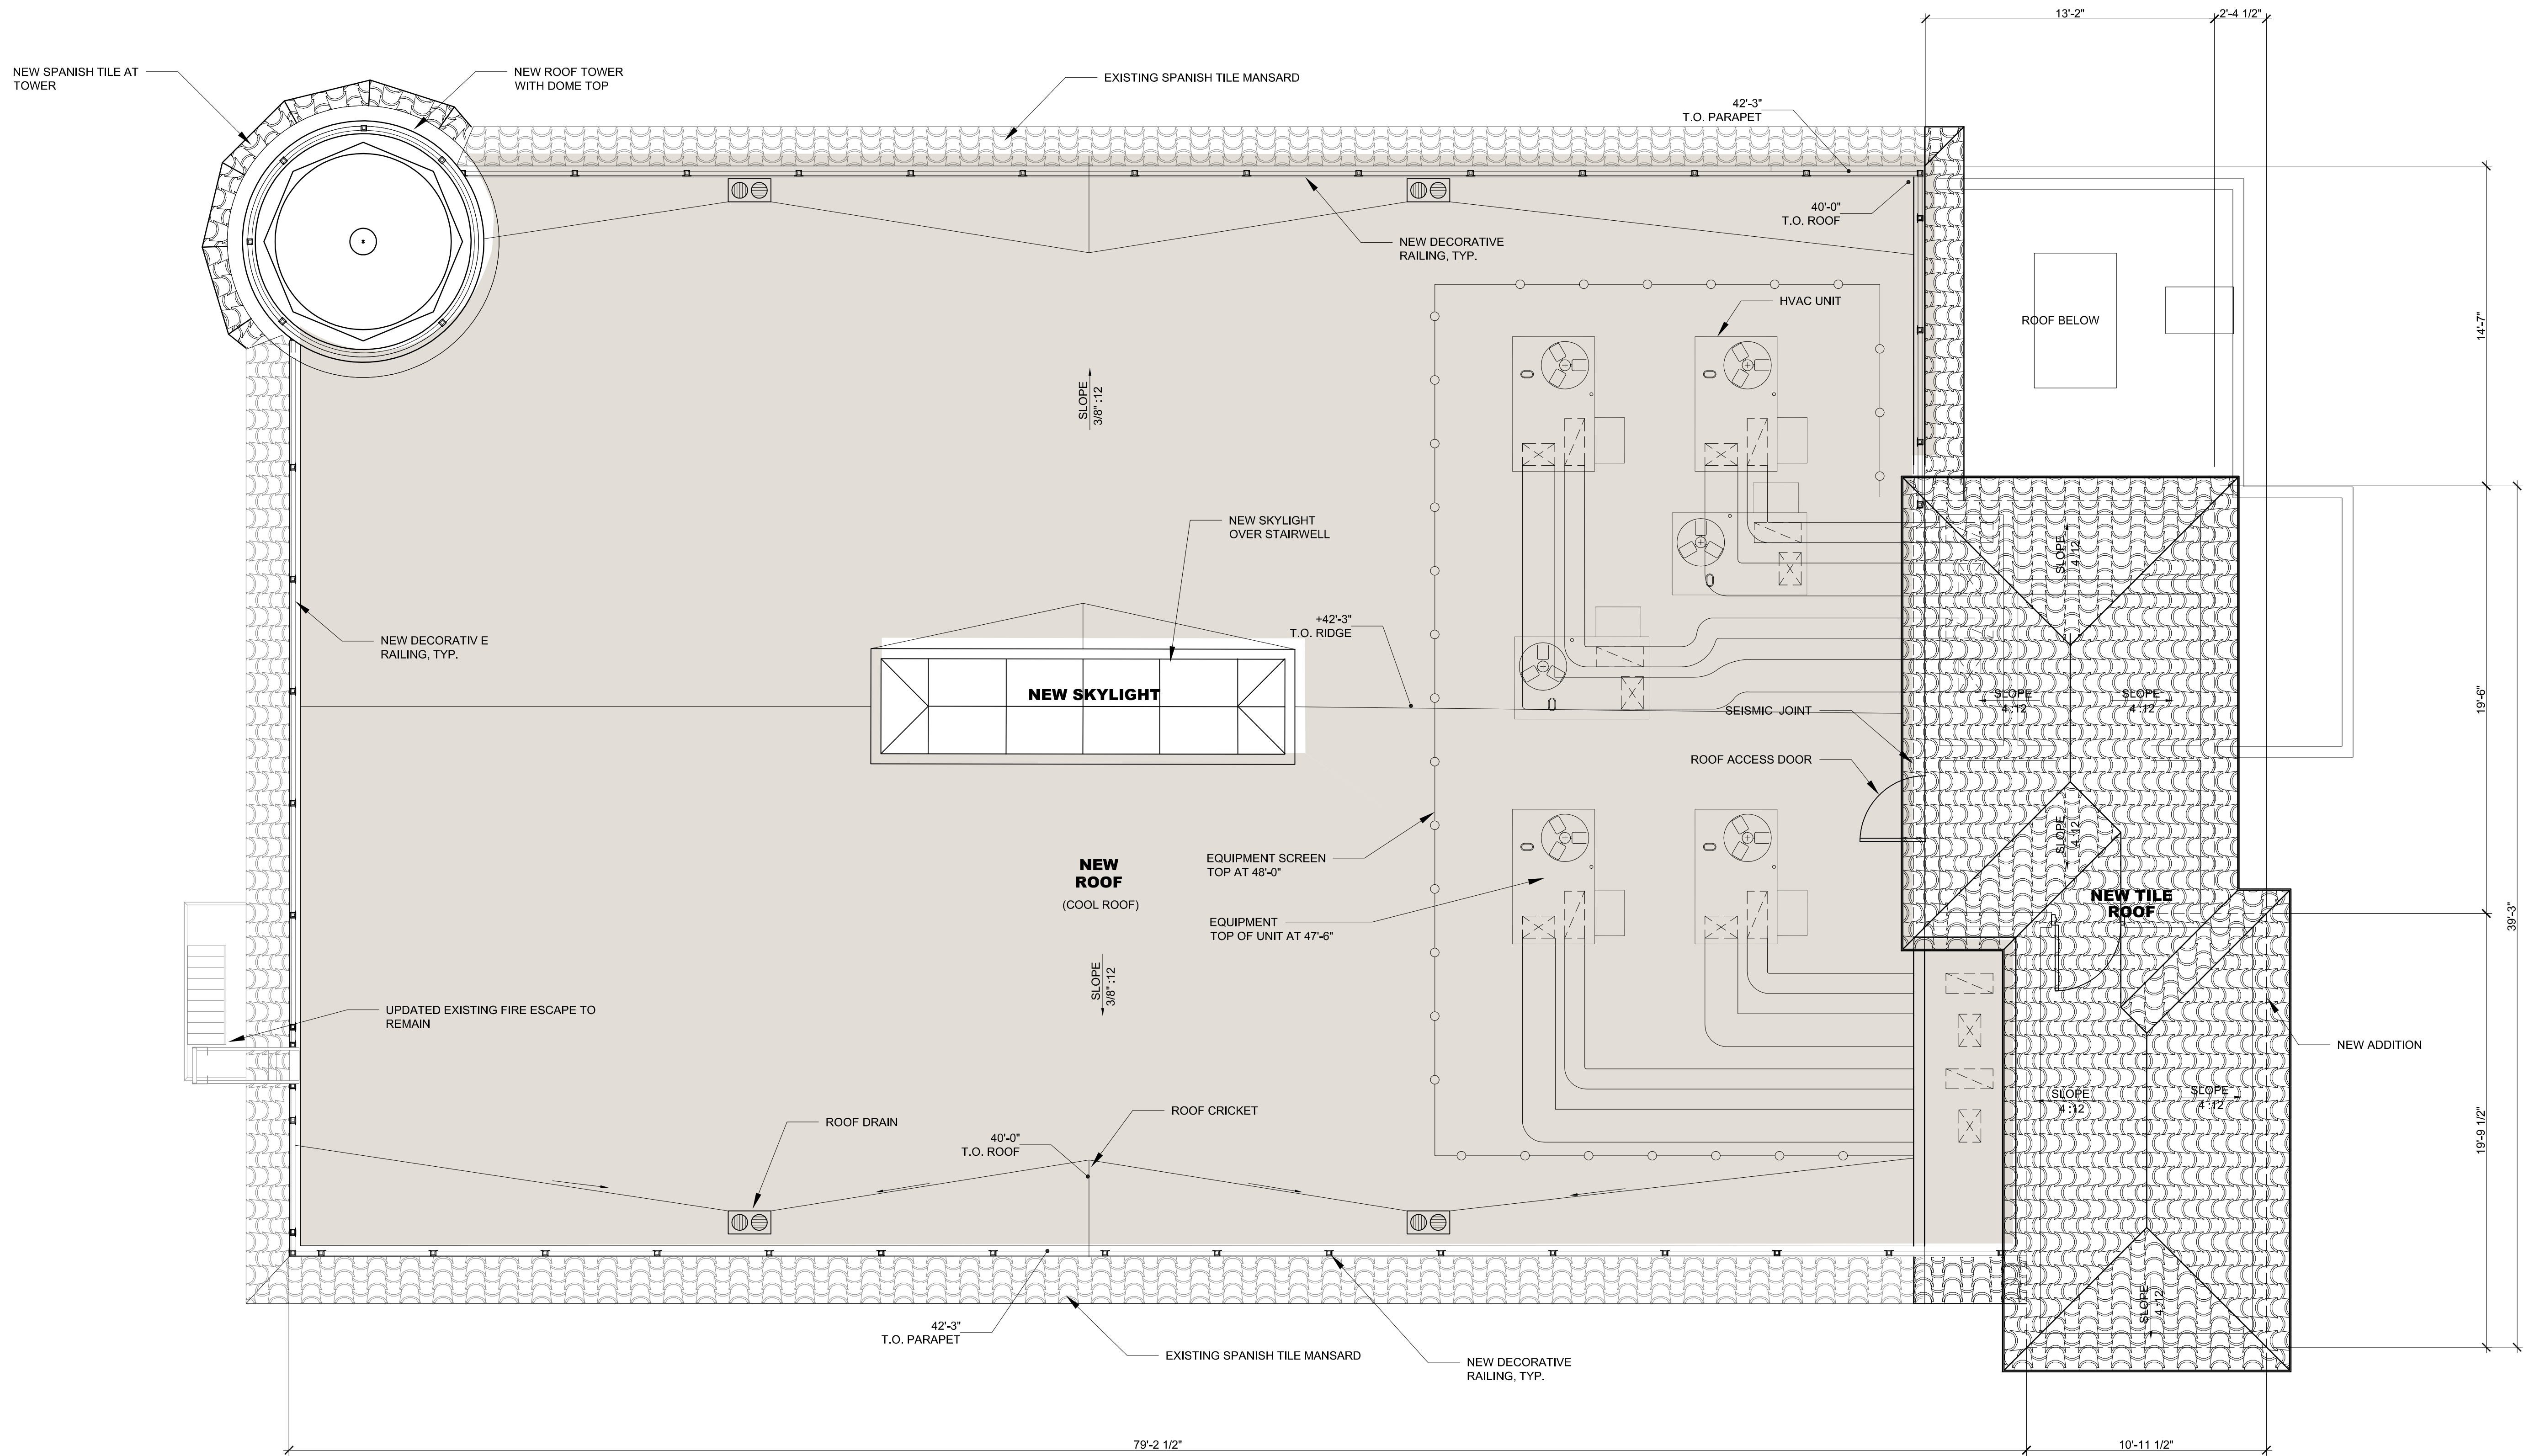 13'-2"
2'-4 1/2"
NEW SPANISH TILE AT
TOWER
NEW ROOF TOWER
WITH DOME TOP
EXISTING SPANISH TILE MANSARD
42'-3"
T.O. PARAPET
40'-0"
T.O. ROOF
NEW DECORATIVE
RAILING, TYP.
HVAC UNIT
ROOF BELOW
14'-7"
SLOPE
3/8" :12
NEW SKYLIGHT
OVER STAIRWELL
SLOPE
4 :12
+42'-3"
T.O. RIDGE
NEW DECORATIV E
RAILING, TYP.
NEW SKYLIGHT
SLOPE
4 :12
SLOPE
4 :12
19'-6"
SEISMIC JOINT
ROOF ACCESS DOOR
SLOPE
4 :12
EQUIPMENT SCREEN
TOP AT 48'-0"
NEW
ROOF
(COOL ROOF)
NEW TILE
ROOF
39'-3"
EQUIPMENT
TOP OF UNIT AT 47'-6"
SLOPE
3/8" :12
UPDATED EXISTING FIRE ESCAPE TO
REMAIN
NEW ADDITION
SLOPE
4 :12
SLOPE
4 :12
ROOF DRAIN
ROOF CRICKET
40'-0"
T.O. ROOF
19'-9 1/2"
SLOPE
4 :12
42'-3"
T.O. PARAPET
EXISTING SPANISH TILE MANSARD
NEW DECORATIVE
RAILING, TYP.
79'-2 1/2"
10'-11 1/2"